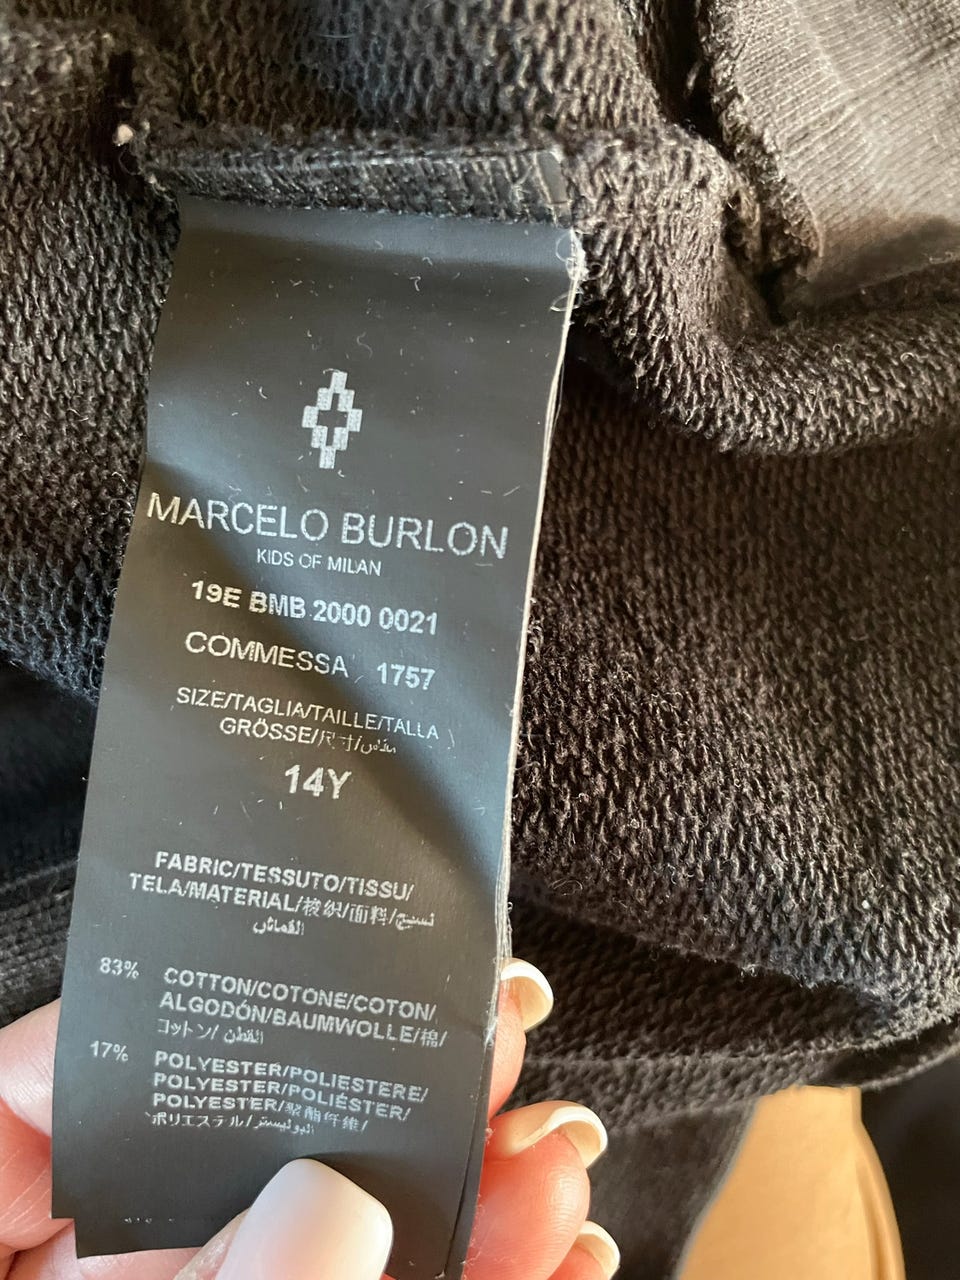 MARCELO BURLON
KIDS OF MILAN
19E BMB 2000 0021
COMMESSA 1757
SIZE/TAGLIA/TAILLE/TALLA
GRÖSSE/尺寸/مقاس
14Y
FABRIC/TESSUTO/TISSU/
TELA/MATERIAL/梭织/面料/نسيج/
القماش
83% COTTON/COTONE/COTON/
ALGODÓN/BAUMWOLLE/棉/
コットン/القطن
17% POLYESTER/POLIESTERE/
POLYESTER/POLIÉSTER/
POLYESTER/聚酯纤维/
ポリエステル/البوليستر/